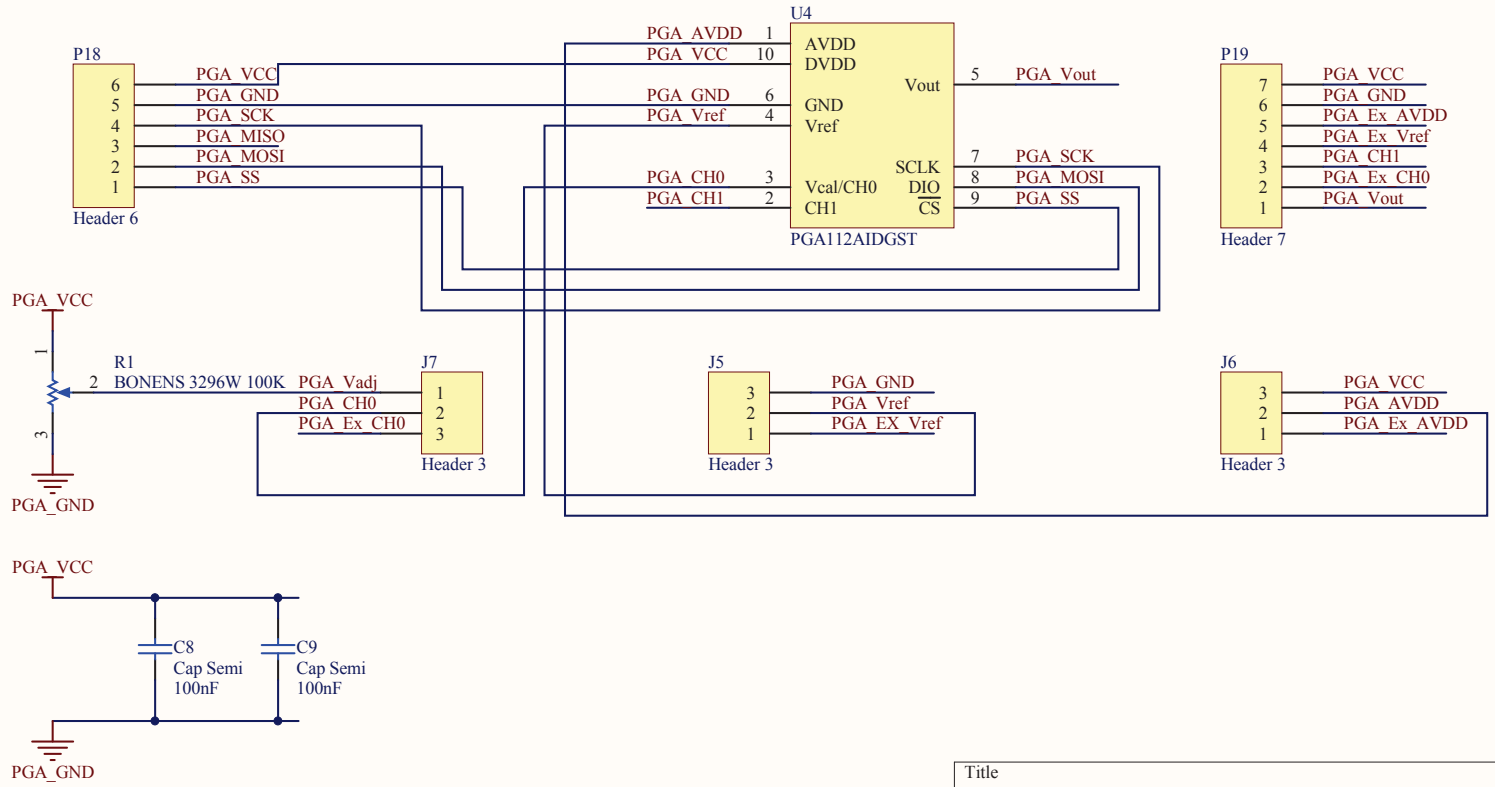 U4
P18
P19
PGA_AVDD 1 AVDD
PGA_VCC 10 DVDD
PGA_GND 6 GND
PGA_Vref 4 Vref
PGA_CH0 3 Vcal/CH0
PGA_CH1 2 CH1
Vout 5 PGA_Vout
SCLK 7 PGA_SCK
DIO 8 PGA_MOSI
CS 9 PGA_SS
PGA112AIDGST
6 PGA_VCC
5 PGA_GND
4 PGA_SCK
3 PGA_MISO
2 PGA_MOSI
1 PGA_SS
Header 6
7 PGA_VCC
6 PGA_GND
5 PGA_Ex_AVDD
4 PGA_Ex_Vref
3 PGA_CH1
2 PGA_Ex_CH0
1 PGA_Vout
Header 7
PGA_VCC
1
R1
2 BONENS 3296W 100K
3
PGA_GND
J7
PGA_Vadj 1
PGA_CH0 2
PGA_Ex_CH0 3
Header 3
J5
3 PGA_GND
2 PGA_Vref
1 PGA_EX_Vref
Header 3
J6
3 PGA_VCC
2 PGA_AVDD
1 PGA_Ex_AVDD
Header 3
PGA_VCC
C8
Cap Semi
100nF
C9
Cap Semi
100nF
PGA_GND
Title